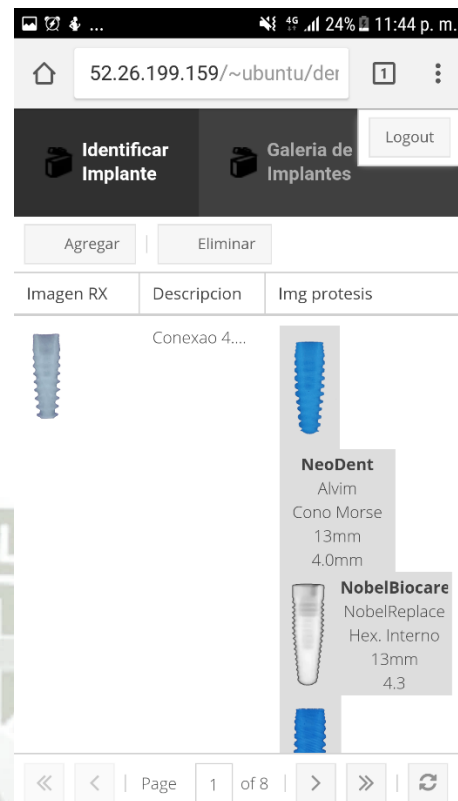 4G 24% 11:44 p. m.
52.26.199.159/~ubuntu/der
1
Logout
Identificar
Implante
Galeria de
Implantes
Agregar
Eliminar
Imagen RX
Descripcion
Img protesis
Conexao 4....
NeoDent
Alvim
Cono Morse
13mm
4.0mm
NobelBiocare
NobelReplace
Hex. Interno
13mm
4.3
Page 1 of 8